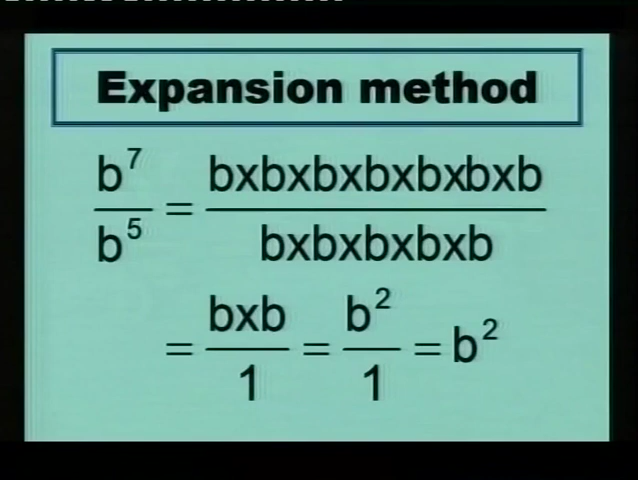 Expansion method
b⁷/b⁵ = bxbxbxbxbxbxb/bxbxbxbxb
= bxb/1 = b²/1 = b²